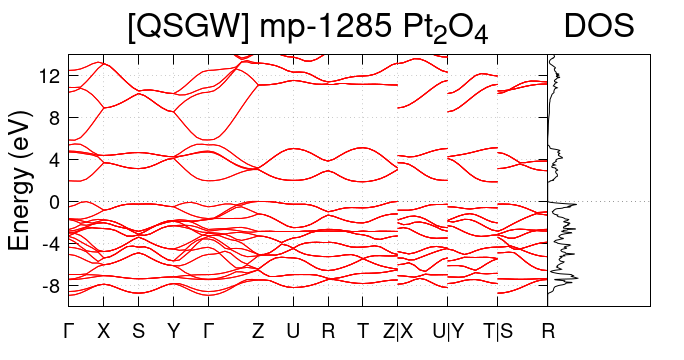 [QSGW] mp-1285 Pt₂O₄ DOS
Energy (eV)
12
8
4
0
-4
-8
Γ X S Y Γ Z U R T Z|X U|Y T|S R